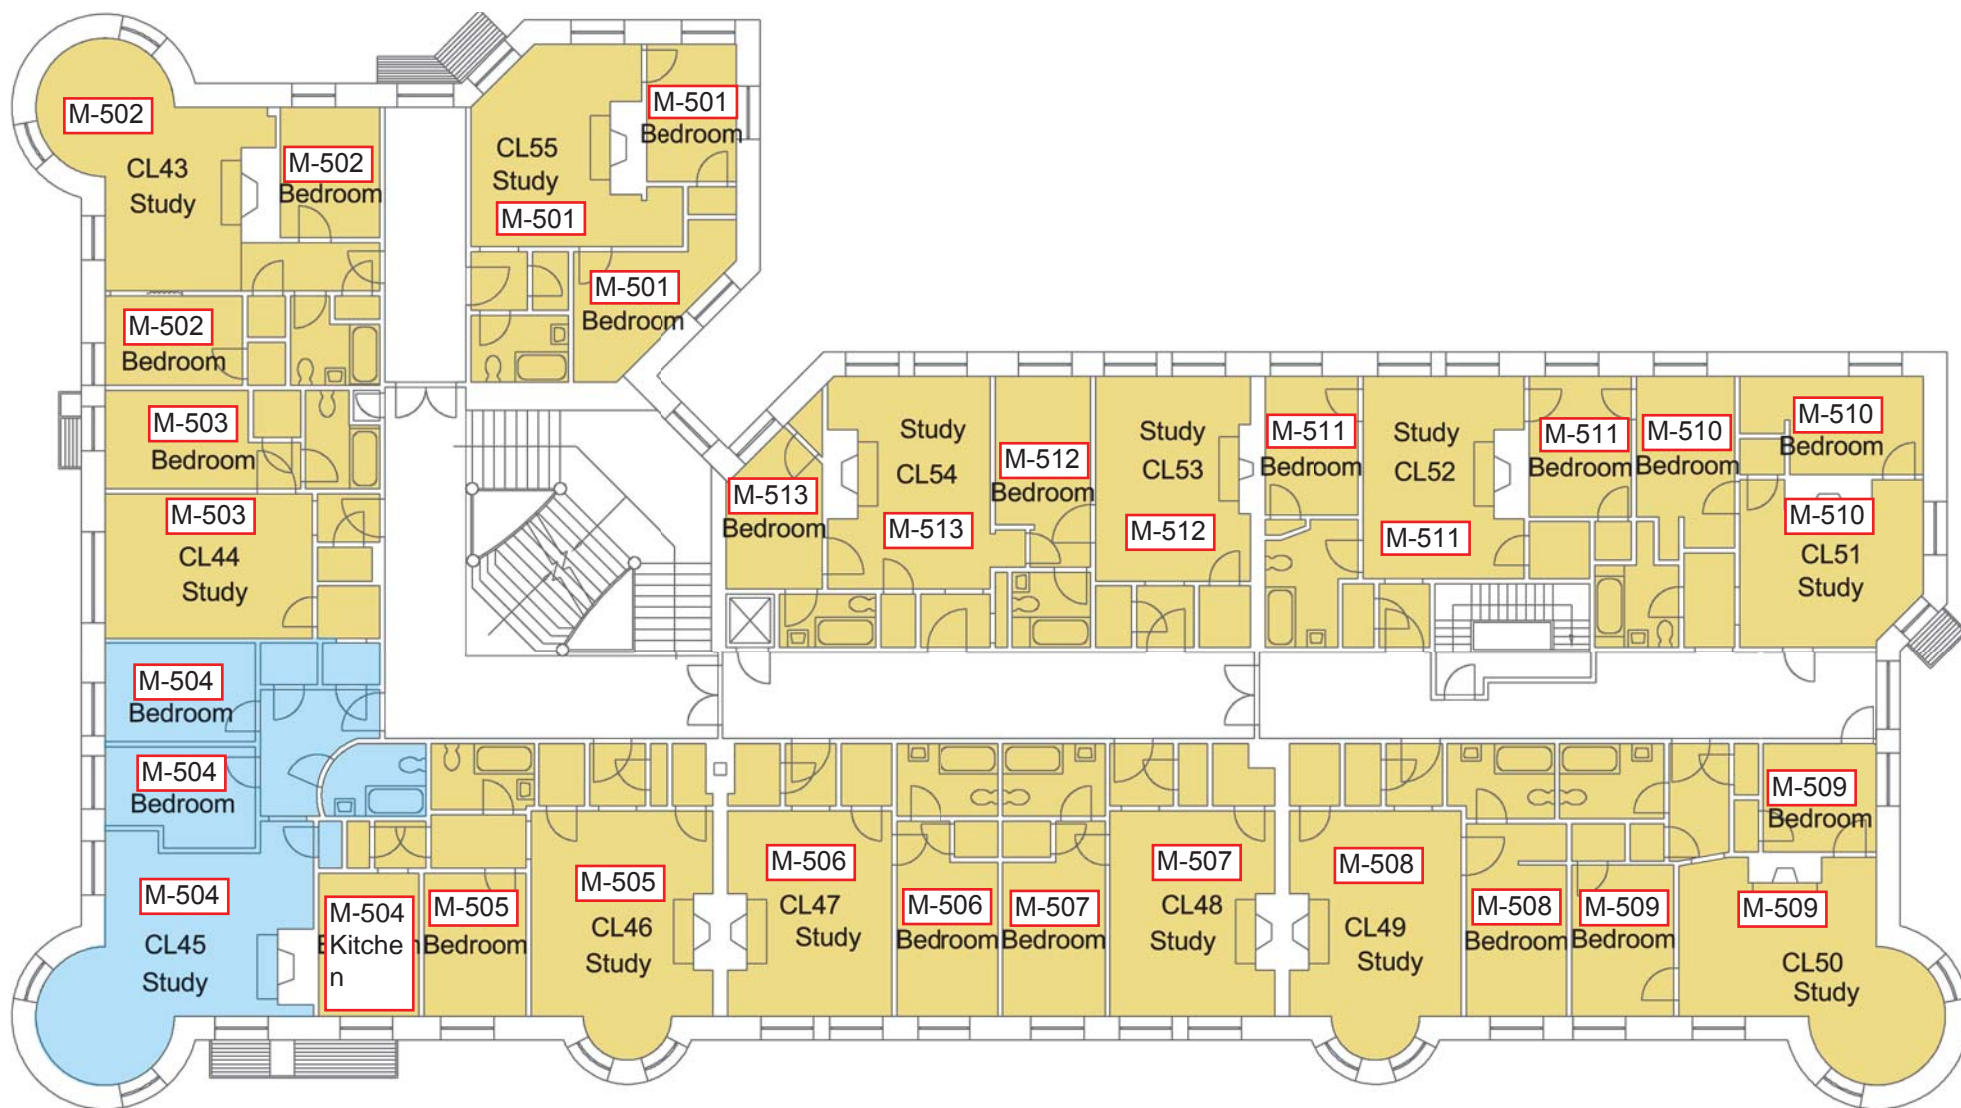 M-502
CL43
Study
M-502
Bedroom
M-502
Bedroom
CL55
Study
M-501
M-501
Bedroom
M-501
Bedroom
M-503
Bedroom
M-503
CL44
Study
M-504
Bedroom
M-504
Bedroom
M-504
CL45
Study
M-504
Kitche
n
M-505
Bedroom
M-505
CL46
Study
M-506
CL47
Study
M-506
Bedroom
M-507
Bedroom
M-507
CL48
Study
M-508
CL49
Study
M-508
Bedroom
M-509
Bedroom
M-509
Bedroom
M-509
CL50
Study
M-513
Bedroom
Study
CL54
M-513
M-512
Bedroom
Study
CL53
M-512
M-511
Bedroom
Study
CL52
M-511
M-511
Bedroom
M-510
Bedroom
M-510
Bedroom
M-510
CL51
Study